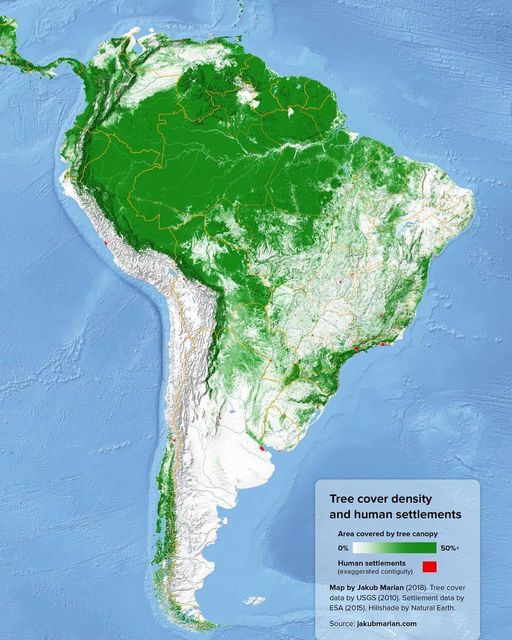 Tree cover density
and human settlements
Area covered by tree canopy
0% 50%+
Human settlements
(exaggerated contiguity)
Map by Jakub Marian (2018). Tree cover
data by USGS (2010). Settlement data by
ESA (2015). Hillshade by Natural Earth.
Source: jakubmarian.com